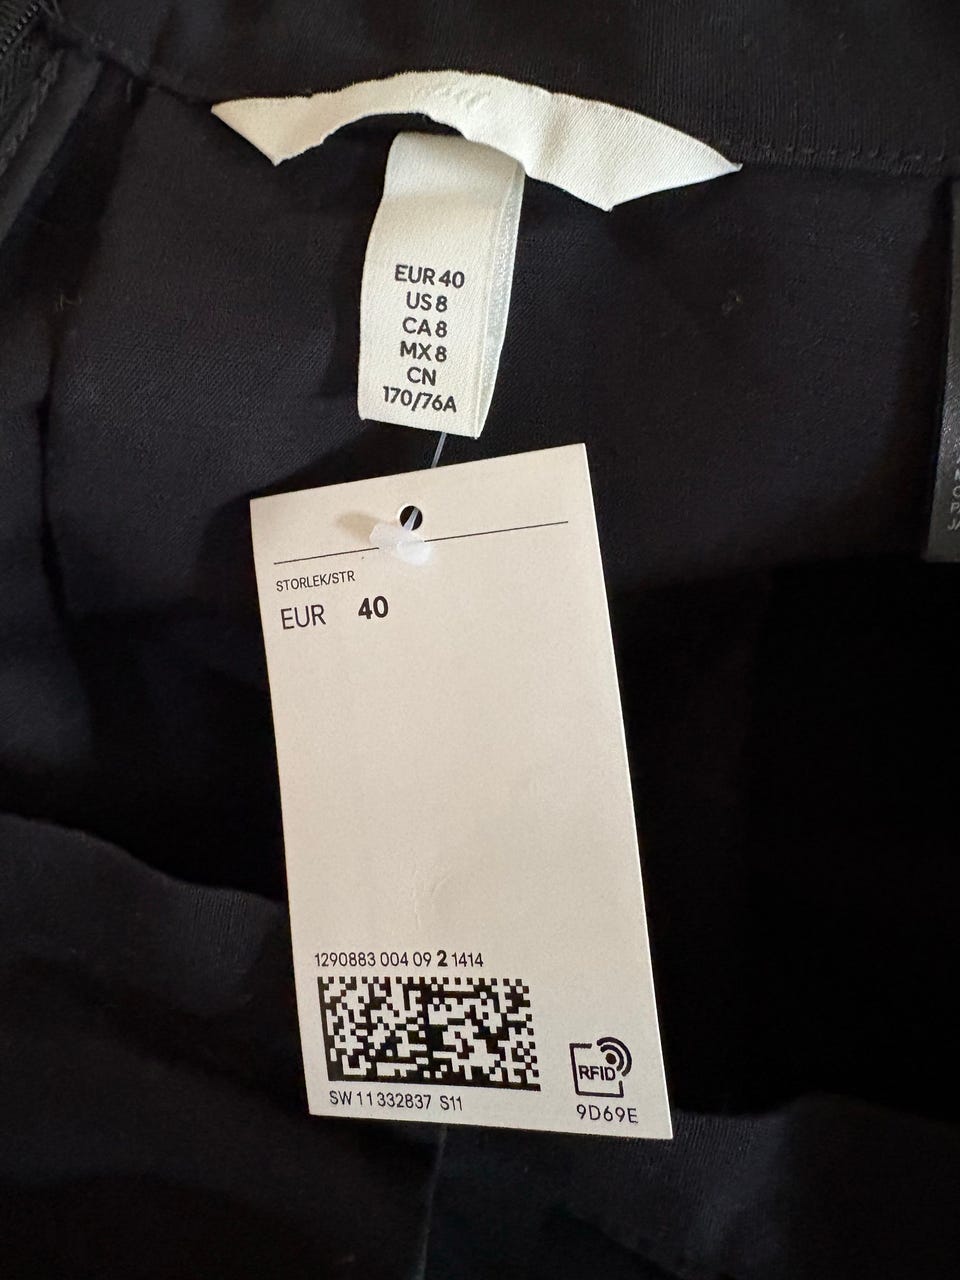 EUR 40
US 8
CA 8
MX 8
CN
170/76A
STORLEK/STR
EUR 40
1290883 004 09 2 1414
SW 11 332837 S11
RFID
9D69E